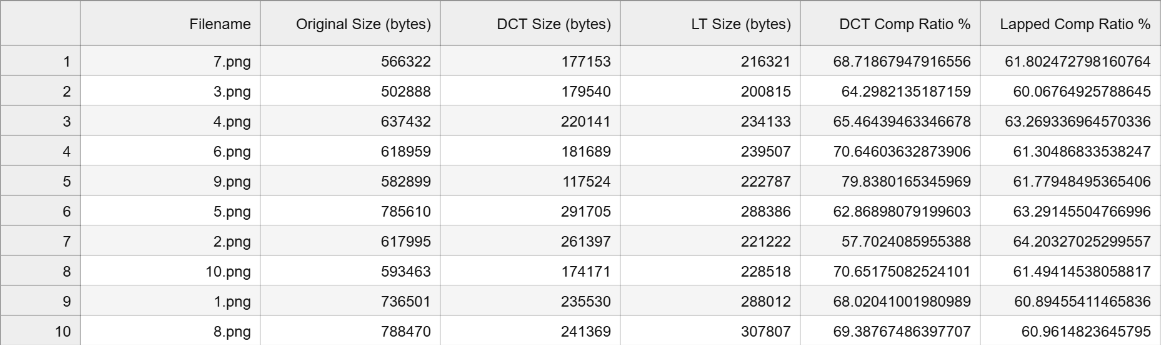 Filename Original Size (bytes) DCT Size (bytes) LT Size (bytes) DCT Comp Ratio % Lapped Comp Ratio %
1 7.png 566322 177153 216321 68.71867947916556 61.802472798160764
2 3.png 502888 179540 200815 64.2982135187159 60.06764925788645
3 4.png 637432 220141 234133 65.46439463346678 63.269336964570336
4 6.png 618959 181689 239507 70.64603632873906 61.30486833538247
5 9.png 582899 117524 222787 79.8380165345969 61.77948495365406
6 5.png 785610 291705 288386 62.86898079199603 63.29145504766996
7 2.png 617995 261397 221222 57.7024085955388 64.20327025299557
8 10.png 593463 174171 228518 70.65175082524101 61.49414538058817
9 1.png 736501 235530 288012 68.02041001980989 60.89455411465836
10 8.png 788470 241369 307807 69.38767486397707 60.9614823645795